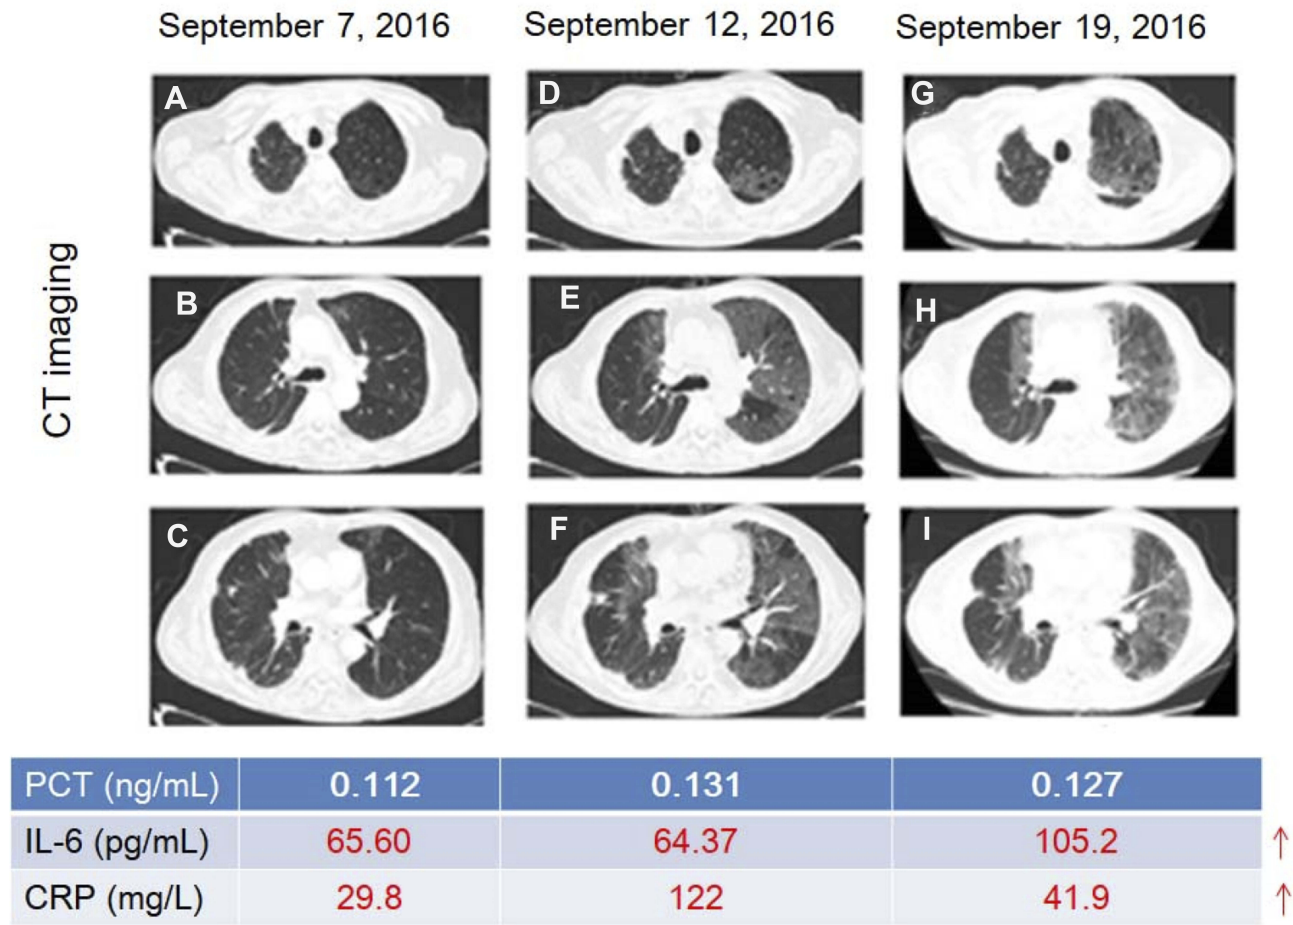 September 7, 2016 September 12, 2016 September 19, 2016
A D G
CT imaging
B E H
C F I
PCT (ng/mL) 0.112 0.131 0.127
IL-6 (pg/mL) 65.60 64.37 105.2 ↑
CRP (mg/L) 29.8 122 41.9 ↑